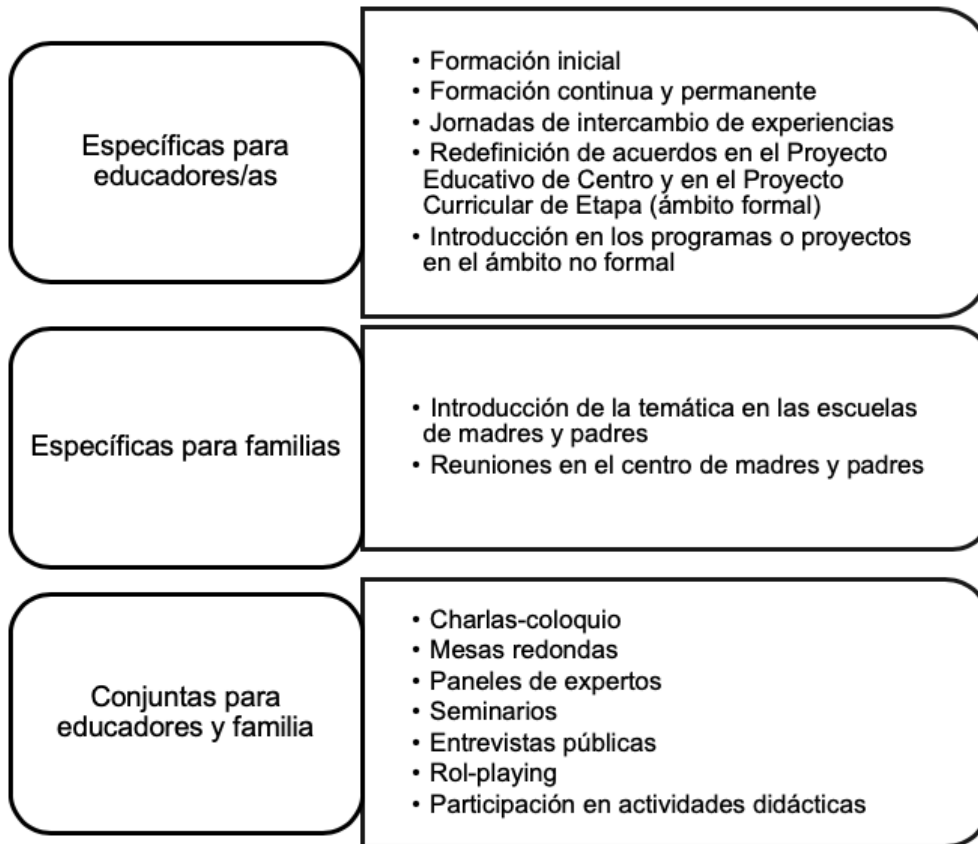 Específicas para
educadores/as
• Formación inicial
• Formación continua y permanente
• Jornadas de intercambio de experiencias
• Redefinición de acuerdos en el Proyecto
Educativo de Centro y en el Proyecto
Curricular de Etapa (ámbito formal)
• Introducción en los programas o proyectos
en el ámbito no formal
Específicas para familias
• Introducción de la temática en las escuelas
de madres y padres
• Reuniones en el centro de madres y padres
Conjuntas para
educadores y familia
• Charlas-coloquio
• Mesas redondas
• Paneles de expertos
• Seminarios
• Entrevistas públicas
• Rol-playing
• Participación en actividades didácticas